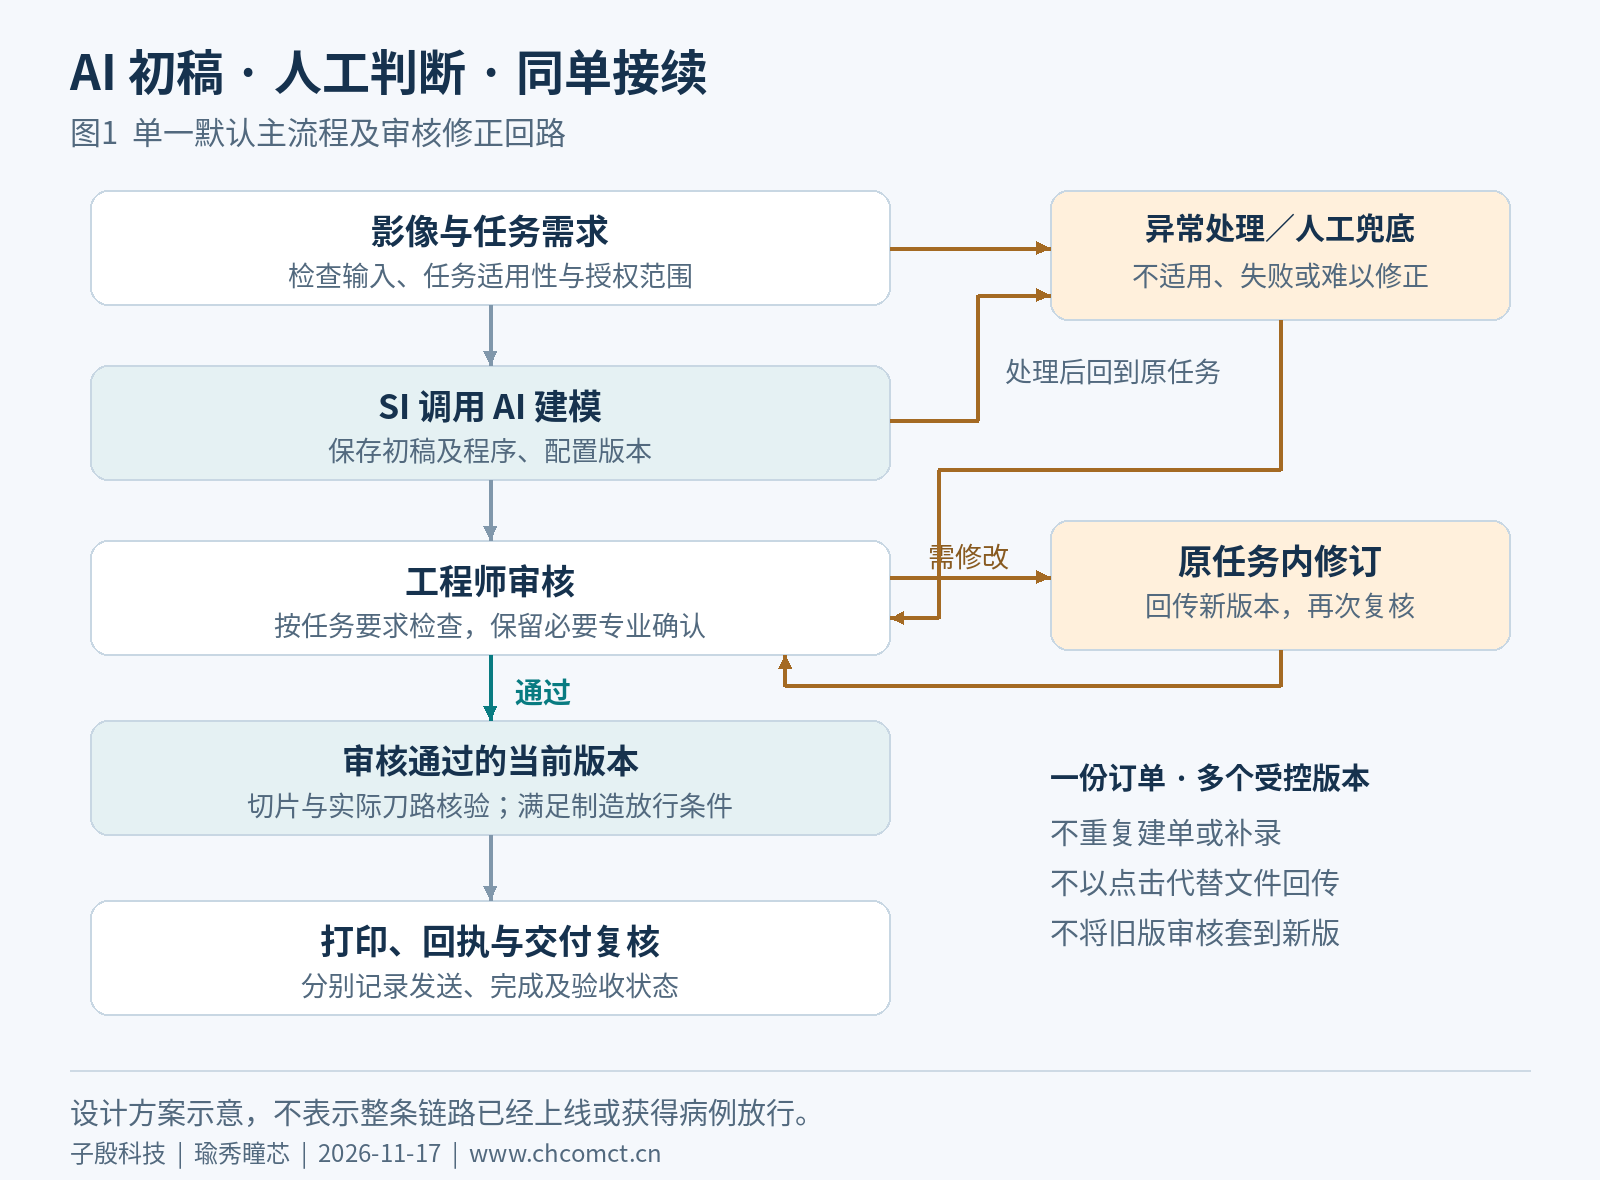 AI 初稿 · 人工判断 · 同单接续
图1 单一默认主流程及审核修正回路
影像与任务需求
检查输入、任务适用性与授权范围
异常处理／人工兜底
不适用、失败或难以修正
处理后回到原任务
SI 调用 AI 建模
保存初稿及程序、配置版本
工程师审核
按任务要求检查，保留必要专业确认
需修改
原任务内修订
回传新版本，再次复核
通过
审核通过的当前版本
切片与实际刀路核验；满足制造放行条件
打印、回执与交付复核
分别记录发送、完成及验收状态
一份订单 · 多个受控版本
不重复建单或补录
不以点击代替文件回传
不将旧版审核套到新版
设计方案示意，不表示整条链路已经上线或获得病例放行。
子殷科技｜瑜秀瞳芯｜2026-11-17｜www.chcomct.cn